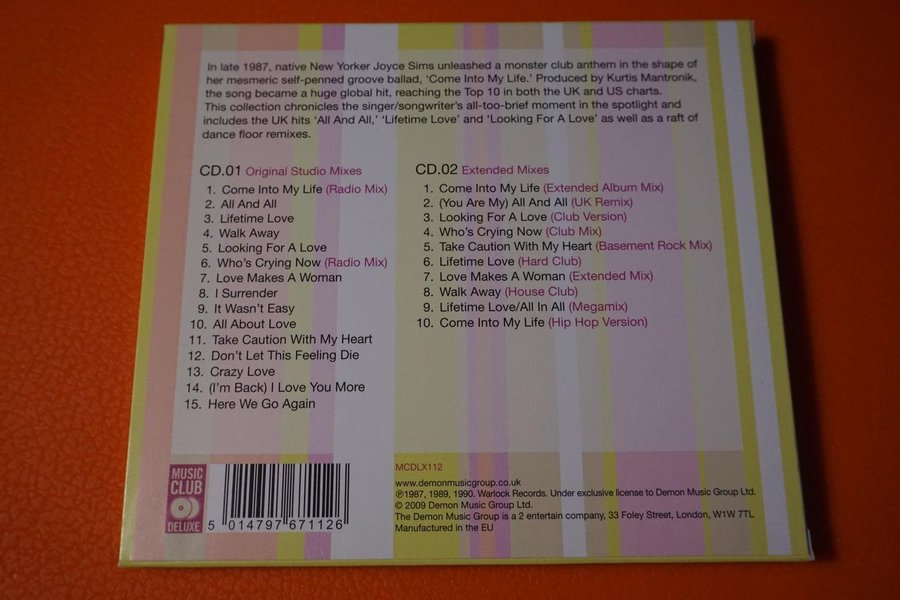 In late 1987, native New Yorker Joyce Sims unleashed a monster club anthem in the shape of
her mesmeric self-penned groove ballad, ‘Come Into My Life.’ Produced by Kurtis Mantronik,
the song became a huge global hit, reaching the Top 10 in both the UK and US charts.
This collection chronicles the singer/songwriter's all-too-brief moment in the spotlight and
includes the UK hits ‘All And All,’ ‘Lifetime Love’ and ‘Looking For A Love’ as well as a raft of
dance floor remixes.
CD.01 Original Studio Mixes
1. Come Into My Life (Radio Mix)
2. All And All
3. Lifetime Love
4. Walk Away
5. Looking For A Love
6. Who's Crying Now (Radio Mix)
7. Love Makes A Woman
8. I Surrender
9. It Wasn't Easy
10. All About Love
11. Take Caution With My Heart
12. Don't Let This Feeling Die
13. Crazy Love
14. (I'm Back) I Love You More
15. Here We Go Again
CD.02 Extended Mixes
1. Come Into My Life (Extended Album Mix)
2. (You Are My) All And All (UK Remix)
3. Looking For A Love (Club Version)
4. Who's Crying Now (Club Mix)
5. Take Caution With My Heart (Basement Rock Mix)
6. Lifetime Love (Hard Club)
7. Love Makes A Woman (Extended Mix)
8. Walk Away (House Club)
9. Lifetime Love/All In All (Megamix)
10. Come Into My Life (Hip Hop Version)
MUSIC
CLUB
DELUXE
5 014797 671126
MCDLX112
www.demonmusicgroup.co.uk
℗1987, 1989, 1990. Warlock Records. Under exclusive license to Demon Music Group Ltd.
© 2009 Demon Music Group Ltd.
The Demon Music Group is a 2 entertain company, 33 Foley Street, London, W1W 7TL
Manufactured in the EU